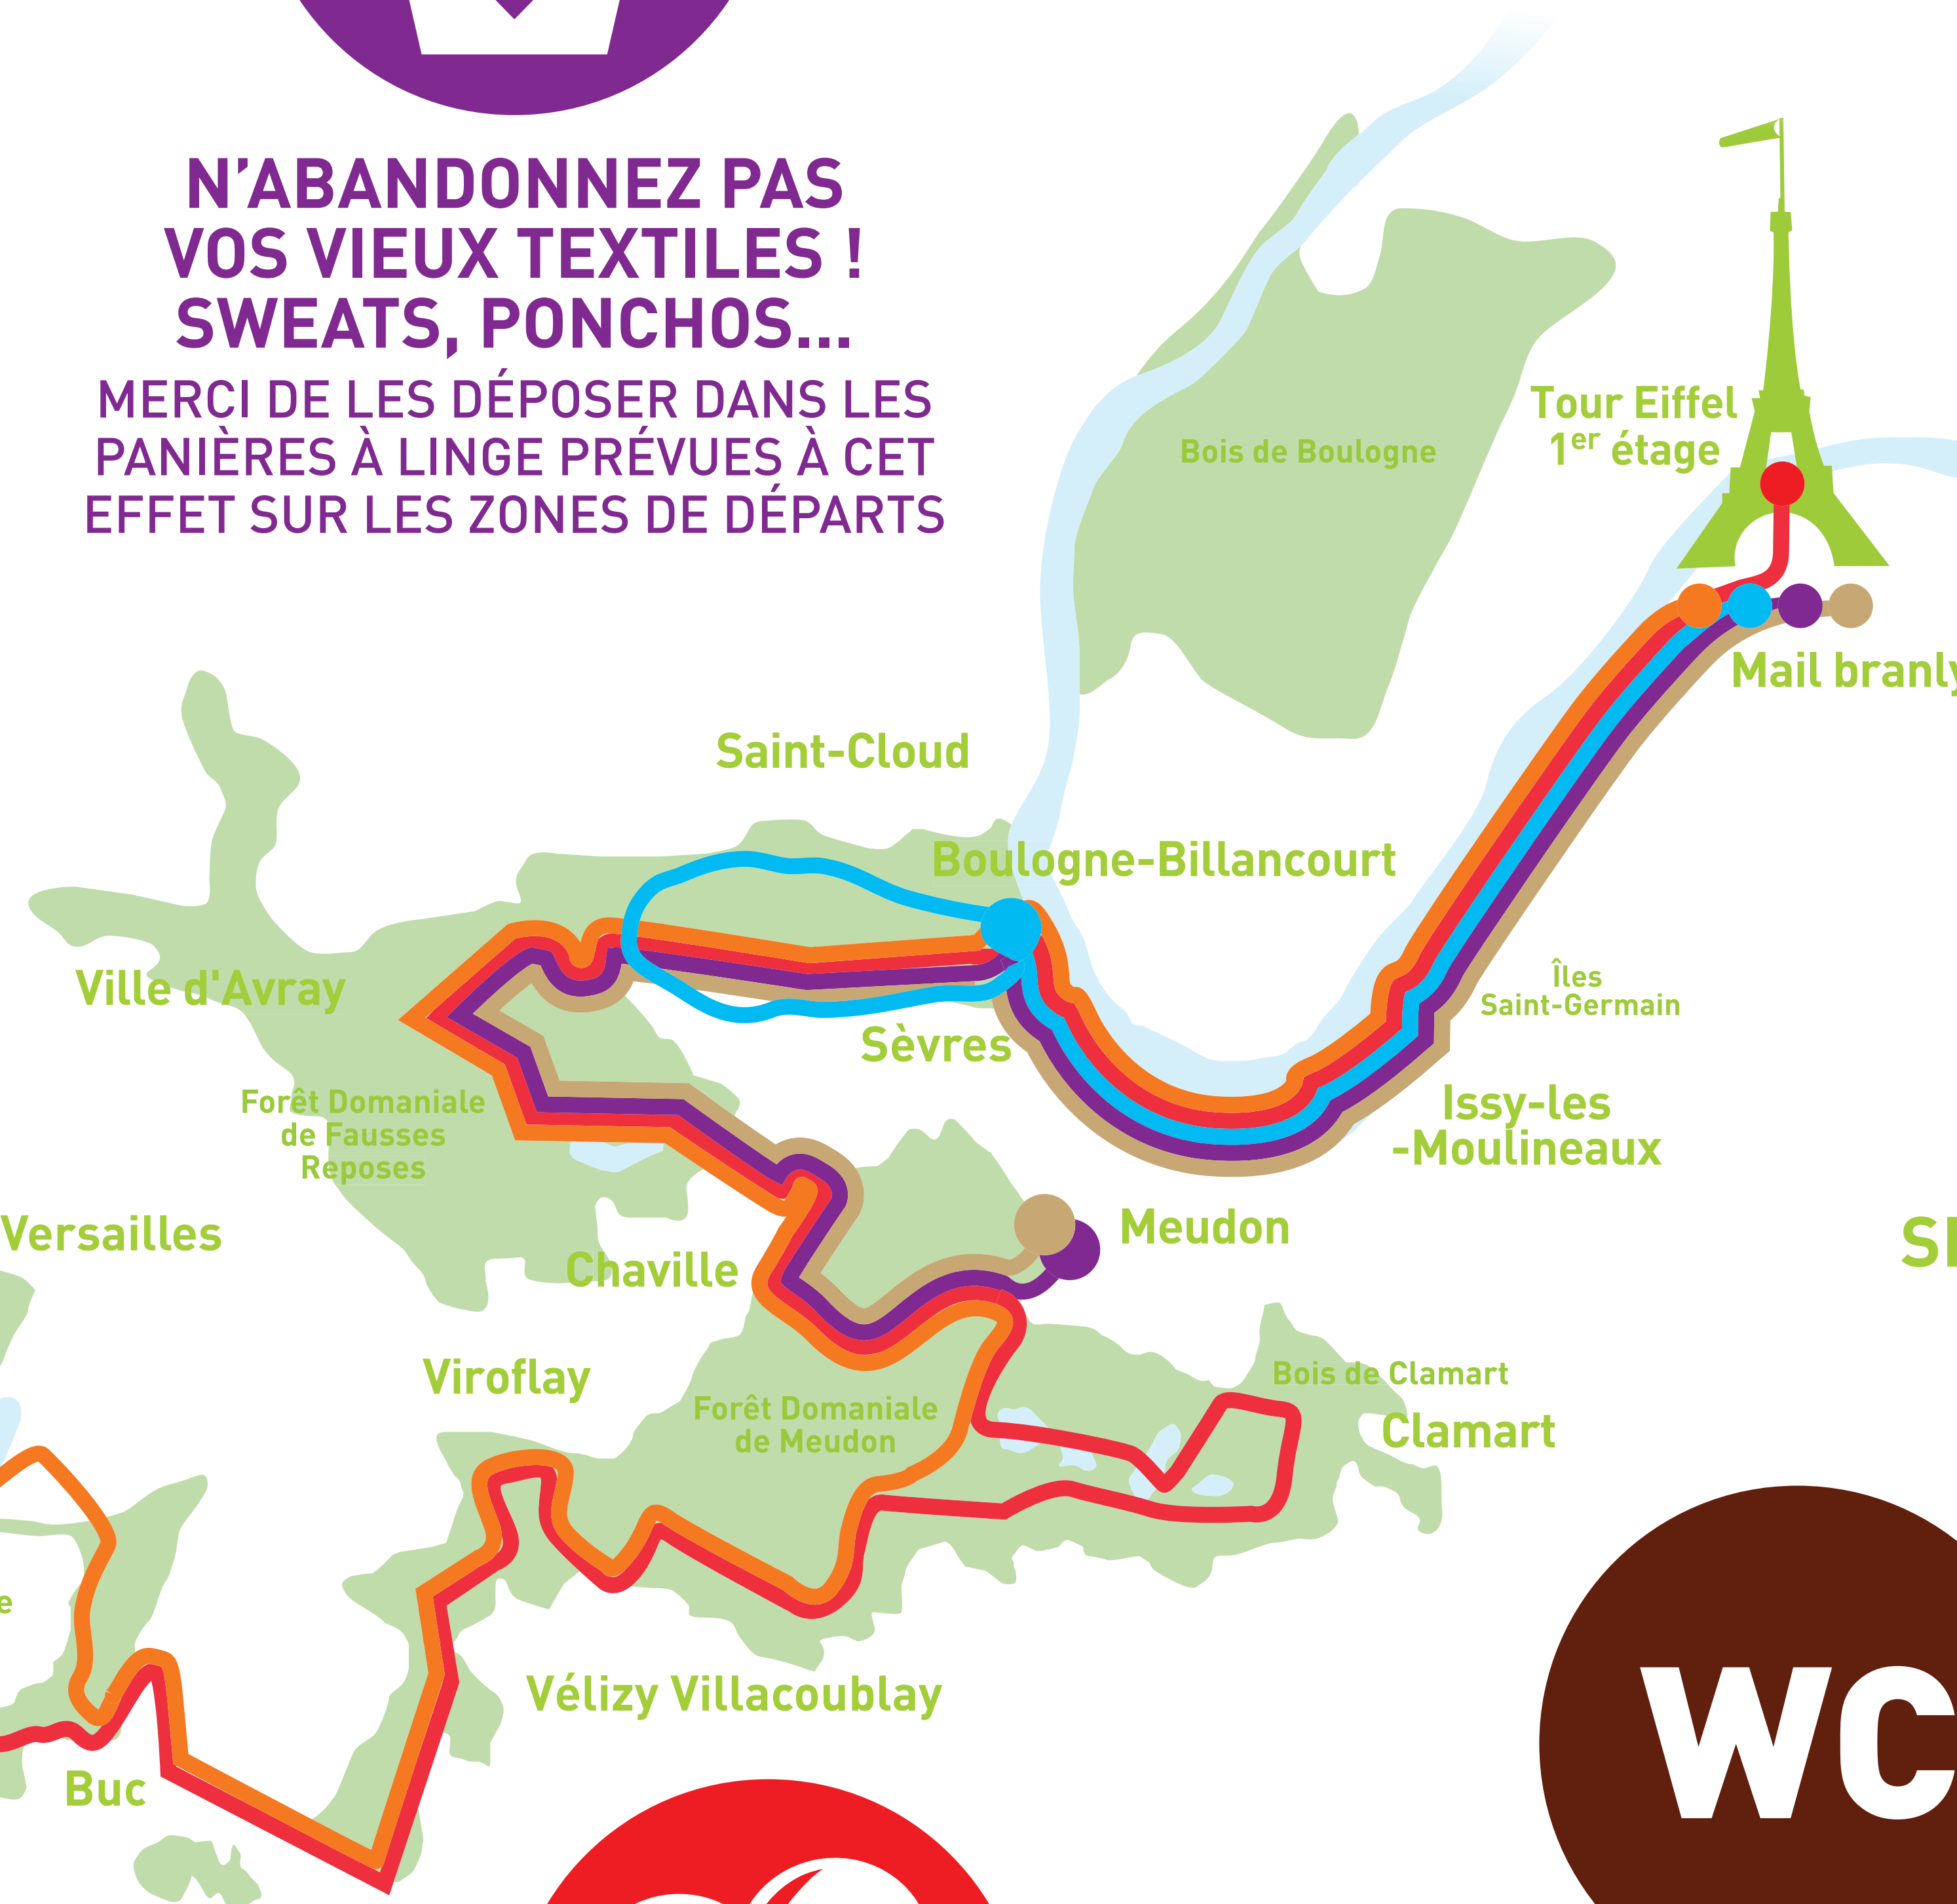 N'ABANDONNEZ PAS
VOS VIEUX TEXTILES !
SWEATS, PONCHOS...
MERCI DE LES DÉPOSER DANS LES
PANIÈRES À LINGE PRÉVUES À CET
EFFET SUR LES ZONES DE DÉPARTS
Tour Eiffel
1er étage
Bois de Boulogne
Mail branly
Saint-Cloud
Boulogne-Billancourt
Ville d'Avray
Îles
Saint-Germain
Sèvres
Forêt Domaniale
de Fausses
Reposes
Issy-les
-Moulineaux
Versailles
Meudon
Chaville
Viroflay
Bois de Clamart
Forêt Domaniale
de Meudon
Clamart
Vélizy Villacoublay
Buc
WC